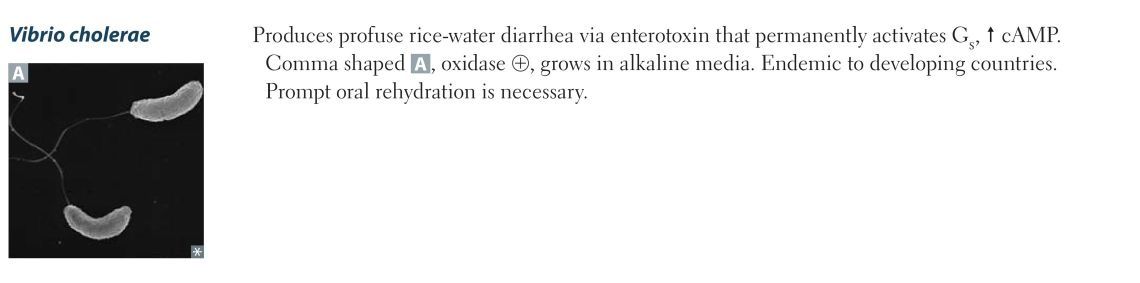 Vibrio cholerae
A
Produces profuse rice-water diarrhea via enterotoxin that permanently activates Gs, ↑ cAMP.
Comma shaped A, oxidase ⊕, grows in alkaline media. Endemic to developing countries.
Prompt oral rehydration is necessary.
*